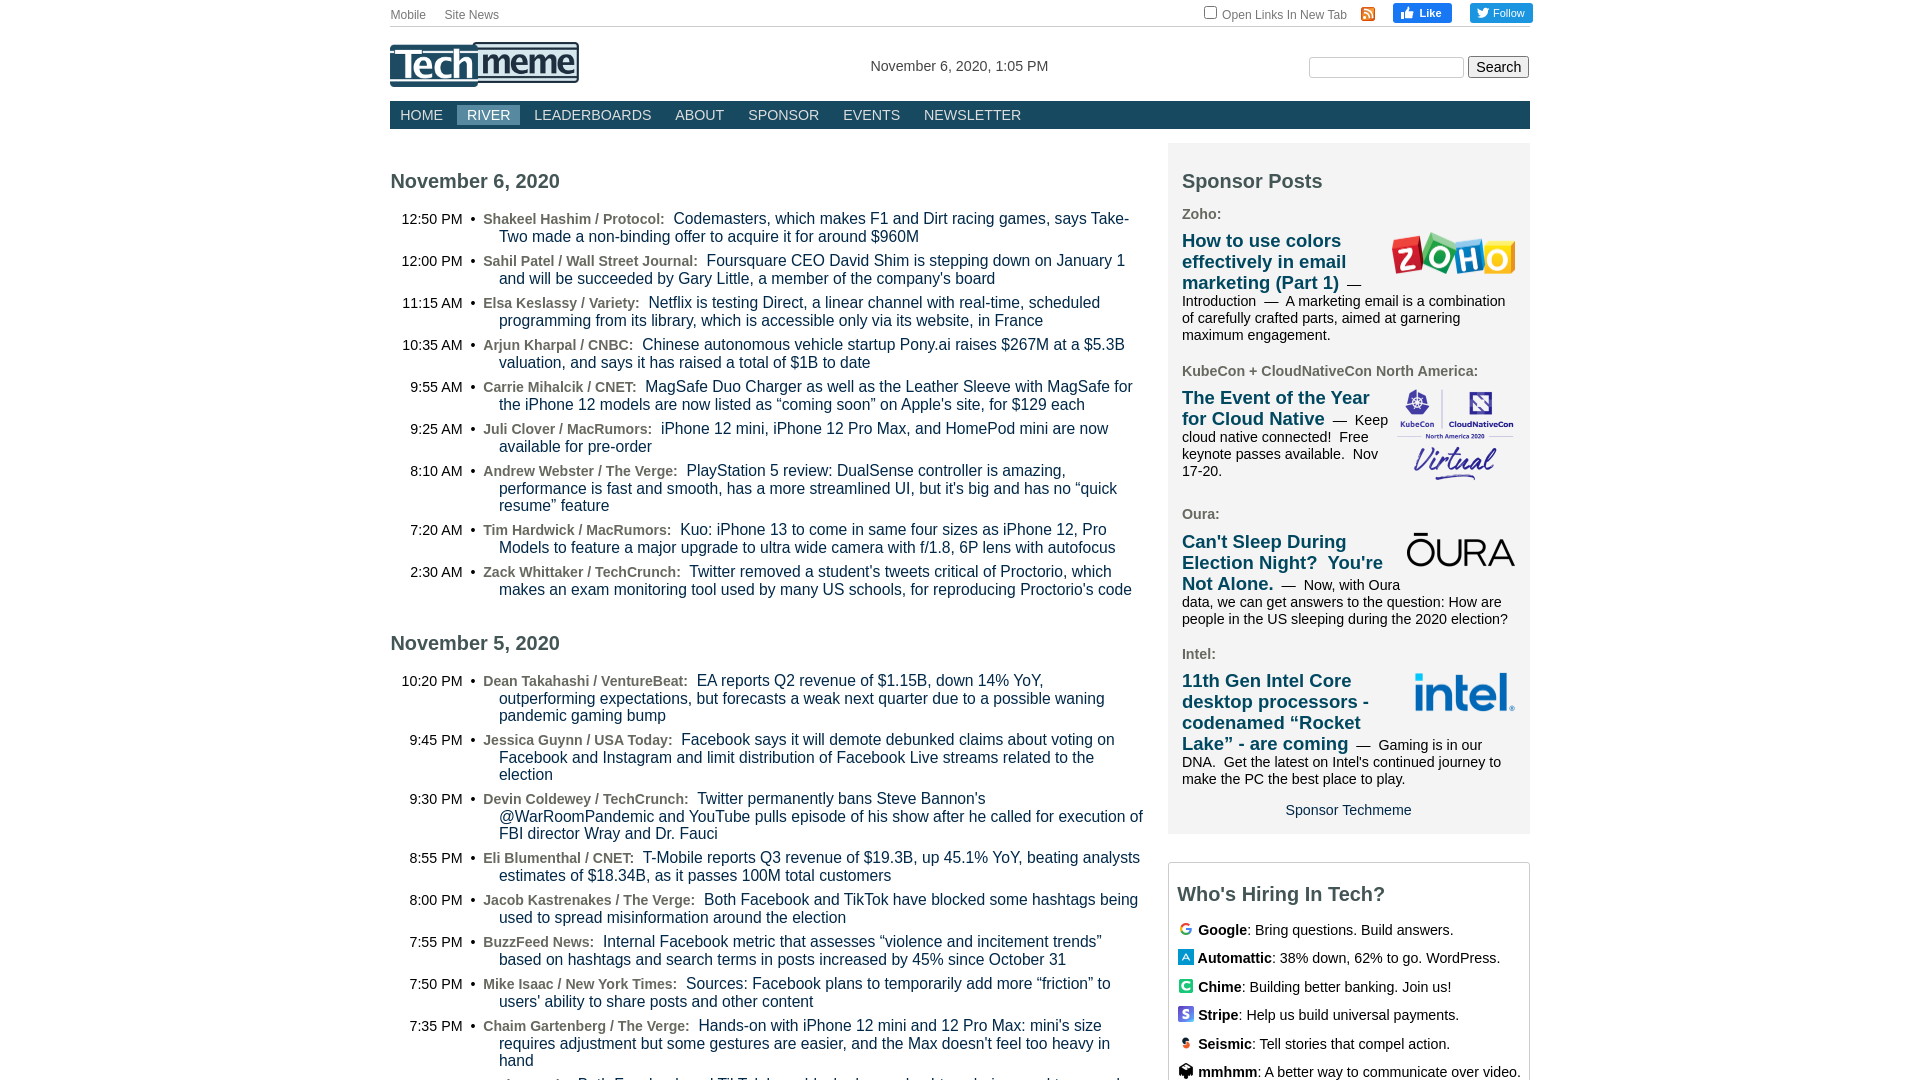 Mobile Site News Open Links In New Tab Like Follow
Techmeme November 6, 2020, 1:05 PM Search
HOME RIVER LEADERBOARDS ABOUT SPONSOR EVENTS NEWSLETTER
November 6, 2020
12:50 PM • Shakeel Hashim / Protocol: Codemasters, which makes F1 and Dirt racing games, says Take-
Two made a non-binding offer to acquire it for around $960M
12:00 PM • Sahil Patel / Wall Street Journal: Foursquare CEO David Shim is stepping down on January 1
and will be succeeded by Gary Little, a member of the company's board
11:15 AM • Elsa Keslassy / Variety: Netflix is testing Direct, a linear channel with real-time, scheduled
programming from its library, which is accessible only via its website, in France
10:35 AM • Arjun Kharpal / CNBC: Chinese autonomous vehicle startup Pony.ai raises $267M at a $5.3B
valuation, and says it has raised a total of $1B to date
9:55 AM • Carrie Mihalcik / CNET: MagSafe Duo Charger as well as the Leather Sleeve with MagSafe for
the iPhone 12 models are now listed as “coming soon” on Apple's site, for $129 each
9:25 AM • Juli Clover / MacRumors: iPhone 12 mini, iPhone 12 Pro Max, and HomePod mini are now
available for pre-order
8:10 AM • Andrew Webster / The Verge: PlayStation 5 review: DualSense controller is amazing,
performance is fast and smooth, has a more streamlined UI, but it's big and has no “quick
resume” feature
7:20 AM • Tim Hardwick / MacRumors: Kuo: iPhone 13 to come in same four sizes as iPhone 12, Pro
Models to feature a major upgrade to ultra wide camera with f/1.8, 6P lens with autofocus
2:30 AM • Zack Whittaker / TechCrunch: Twitter removed a student's tweets critical of Proctorio, which
makes an exam monitoring tool used by many US schools, for reproducing Proctorio's code
November 5, 2020
10:20 PM • Dean Takahashi / VentureBeat: EA reports Q2 revenue of $1.15B, down 14% YoY,
outperforming expectations, but forecasts a weak next quarter due to a possible waning
pandemic gaming bump
9:45 PM • Jessica Guynn / USA Today: Facebook says it will demote debunked claims about voting on
Facebook and Instagram and limit distribution of Facebook Live streams related to the
election
9:30 PM • Devin Coldewey / TechCrunch: Twitter permanently bans Steve Bannon's
@WarRoomPandemic and YouTube pulls episode of his show after he called for execution of
FBI director Wray and Dr. Fauci
8:55 PM • Eli Blumenthal / CNET: T-Mobile reports Q3 revenue of $19.3B, up 45.1% YoY, beating analysts
estimates of $18.34B, as it passes 100M total customers
8:00 PM • Jacob Kastrenakes / The Verge: Both Facebook and TikTok have blocked some hashtags being
used to spread misinformation around the election
7:55 PM • BuzzFeed News: Internal Facebook metric that assesses “violence and incitement trends”
based on hashtags and search terms in posts increased by 45% since October 31
7:50 PM • Mike Isaac / New York Times: Sources: Facebook plans to temporarily add more “friction” to
users' ability to share posts and other content
7:35 PM • Chaim Gartenberg / The Verge: Hands-on with iPhone 12 mini and 12 Pro Max: mini's size
requires adjustment but some gestures are easier, and the Max doesn't feel too heavy in
hand
Sponsor Posts
Zoho:
How to use colors
effectively in email
marketing (Part 1) —
ZOHO
Introduction — A marketing email is a combination
of carefully crafted parts, aimed at garnering
maximum engagement.
KubeCon + CloudNativeCon North America:
The Event of the Year
for Cloud Native — Keep
cloud native connected! Free
keynote passes available. Nov
17-20.
KubeCon CloudNativeCon
North America 2020
Virtual
Oura:
Can't Sleep During
Election Night? You're
Not Alone. — Now, with Oura
ŌURA
data, we can get answers to the question: How are
people in the US sleeping during the 2020 election?
Intel:
11th Gen Intel Core
desktop processors -
codenamed “Rocket
Lake” - are coming — Gaming is in our
intel®
DNA. Get the latest on Intel's continued journey to
make the PC the best place to play.
Sponsor Techmeme
Who's Hiring In Tech?
Google: Bring questions. Build answers.
Automattic: 38% down, 62% to go. WordPress.
Chime: Building better banking. Join us!
Stripe: Help us build universal payments.
Seismic: Tell stories that compel action.
mmhmm: A better way to communicate over video.